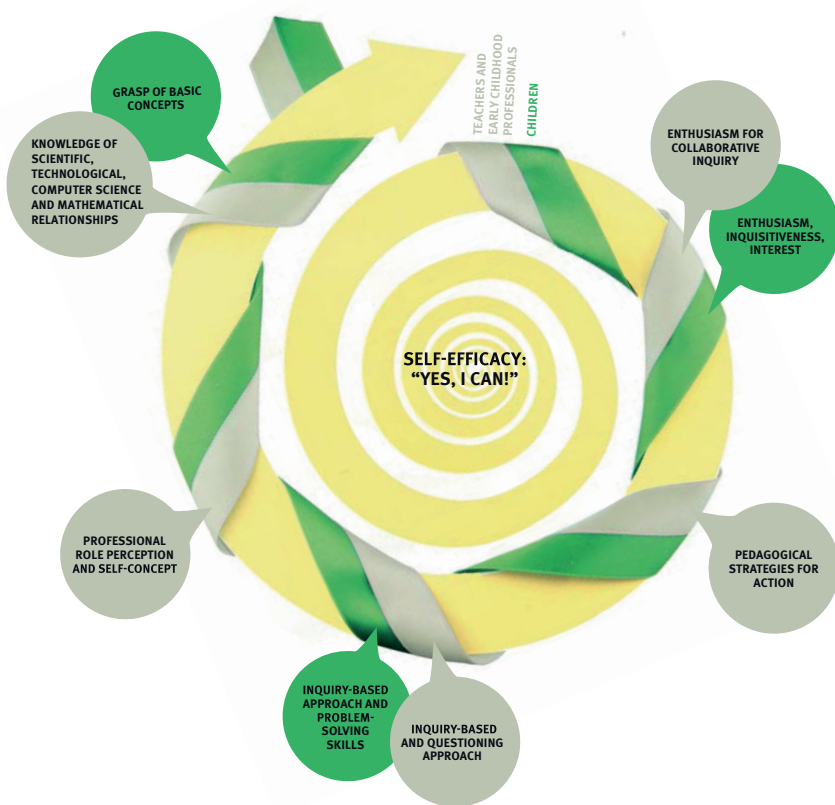 TEACHERS AND
EARLY CHILDHOOD
PROFESSIONALS
CHILDREN
GRASP OF BASIC
CONCEPTS
KNOWLEDGE OF
SCIENTIFIC,
TECHNOLOGICAL,
COMPUTER SCIENCE
AND MATHEMATICAL
RELATIONSHIPS
ENTHUSIASM FOR
COLLABORATIVE
INQUIRY
ENTHUSIASM,
INQUISITIVENESS,
INTEREST
SELF-EFFICACY:
“YES, I CAN!”
PROFESSIONAL
ROLE PERCEPTION
AND SELF-CONCEPT
PEDAGOGICAL
STRATEGIES FOR
ACTION
INQUIRY-BASED
APPROACH AND
PROBLEM-
SOLVING
SKILLS
INQUIRY-BASED
AND QUESTIONING
APPROACH